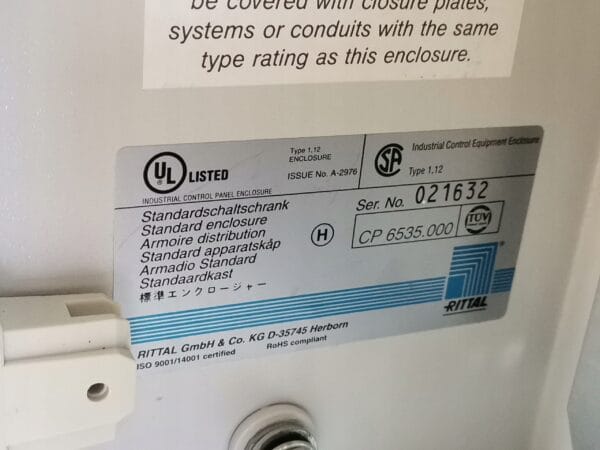 be covered with closure plates,
systems or conduits with the same
type rating as this enclosure.
UL LISTED
Type 1,12
ENCLOSURE
ISSUE No. A-2976
INDUSTRIAL CONTROL PANEL ENCLOSURE
SA Industrial Control Equipment Enclosure
Type 1,12
Standardschaltschrank
Standard enclosure
Armoire distribution
Standard apparatskåp
Armadio Standard
Standaardkast
標準エンクロージャー
H
Ser. No. 021632
CP 6535.000
TÜV
RITTAL
®
RITTAL GmbH & Co. KG D-35745 Herborn
ISO 9001/14001 certified RoHS compliant